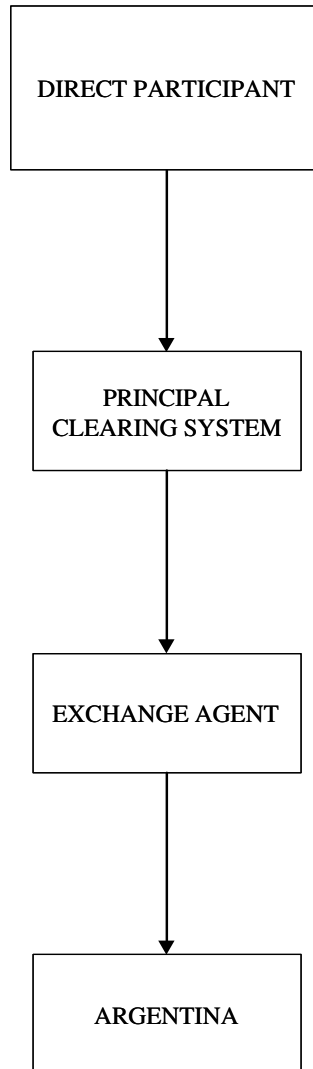 DIRECT PARTICIPANT
PRINCIPAL
CLEARING SYSTEM
EXCHANGE AGENT
ARGENTINA